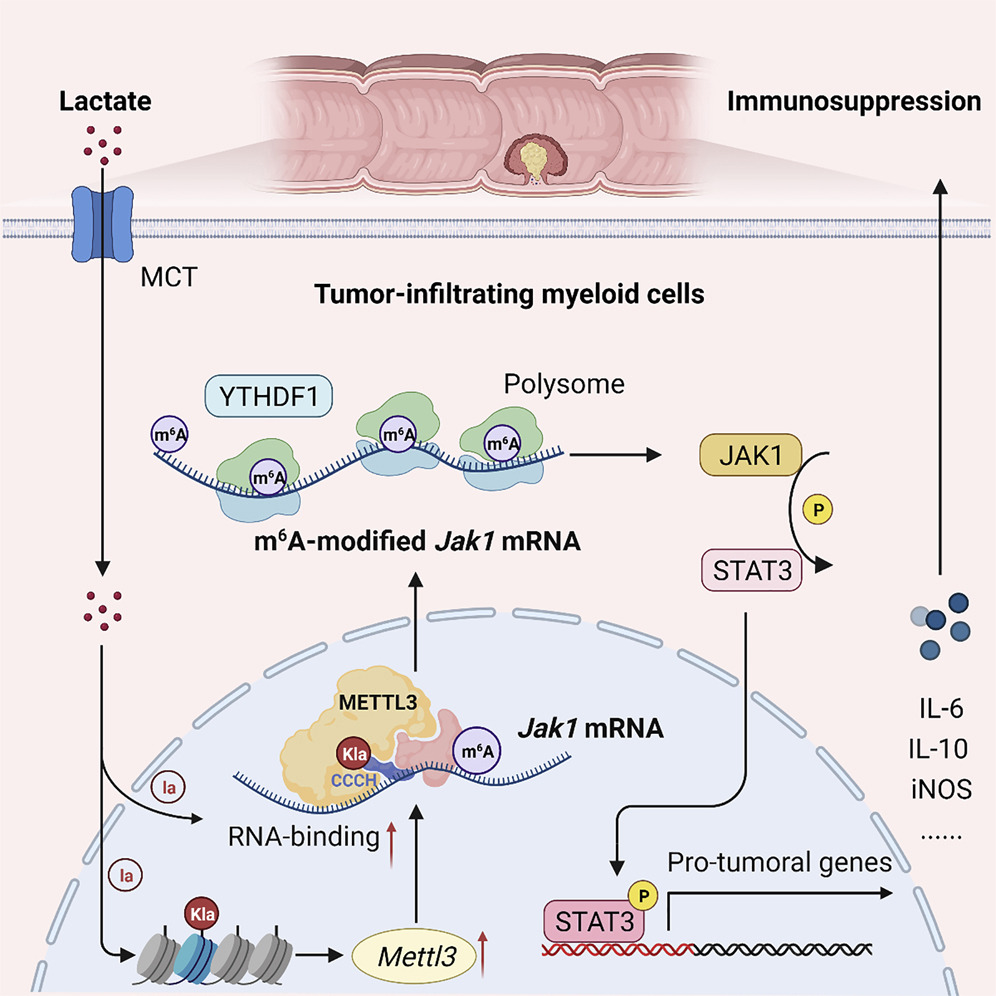 Lactate
Immunosuppression
MCT
Tumor-infiltrating myeloid cells
YTHDF1
Polysome
m⁶A
m⁶A
m⁶A
m⁶A
JAK1
P
m⁶A-modified Jak1 mRNA
STAT3
METTL3
Kla
CCCH
m⁶A
Jak1 mRNA
IL-6
IL-10
iNOS
......
la
RNA-binding
la
Pro-tumoral genes
Kla
P
STAT3
Mettl3